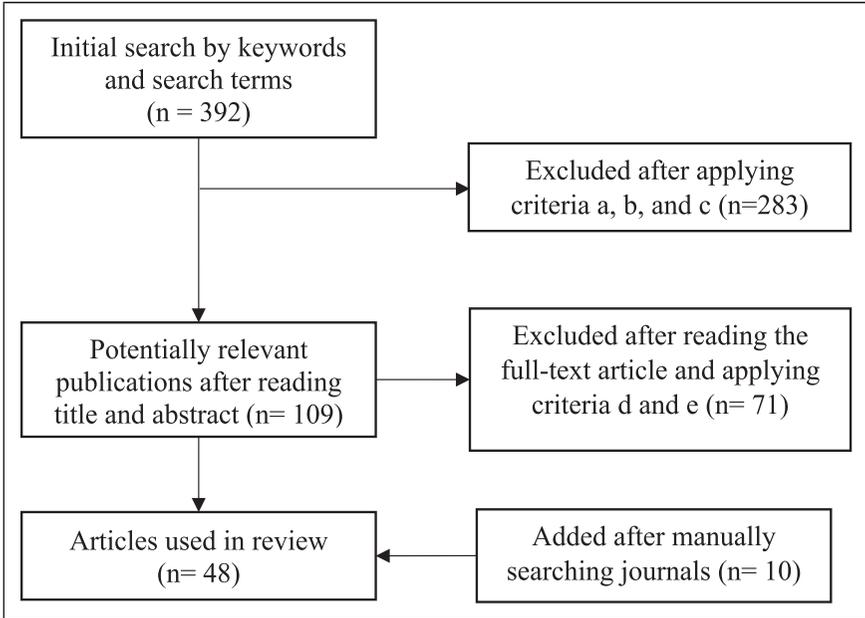 Initial search by keywords
and search terms
(n = 392)
Excluded after applying
criteria a, b, and c (n=283)
Potentially relevant
publications after reading
title and abstract (n= 109)
Excluded after reading the
full-text article and applying
criteria d and e (n= 71)
Articles used in review
(n= 48)
Added after manually
searching journals (n= 10)